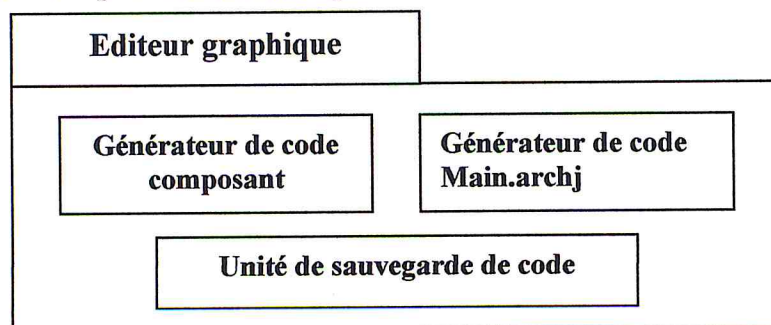 Editeur graphique
Générateur de code
composant
Générateur de code
Main.archj
Unité de sauvegarde de code